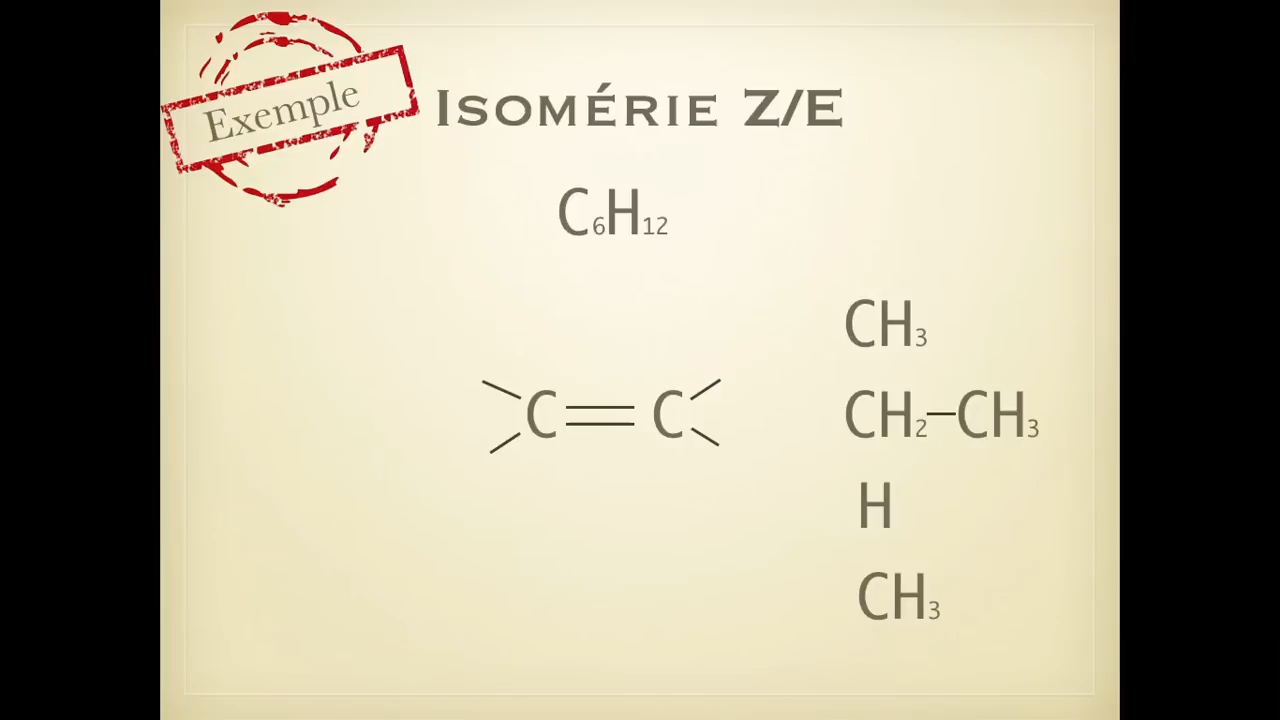 Exemple
Isomérie Z/E
C₆H₁₂
CH₃
C=C
CH₂–CH₃
H
CH₃